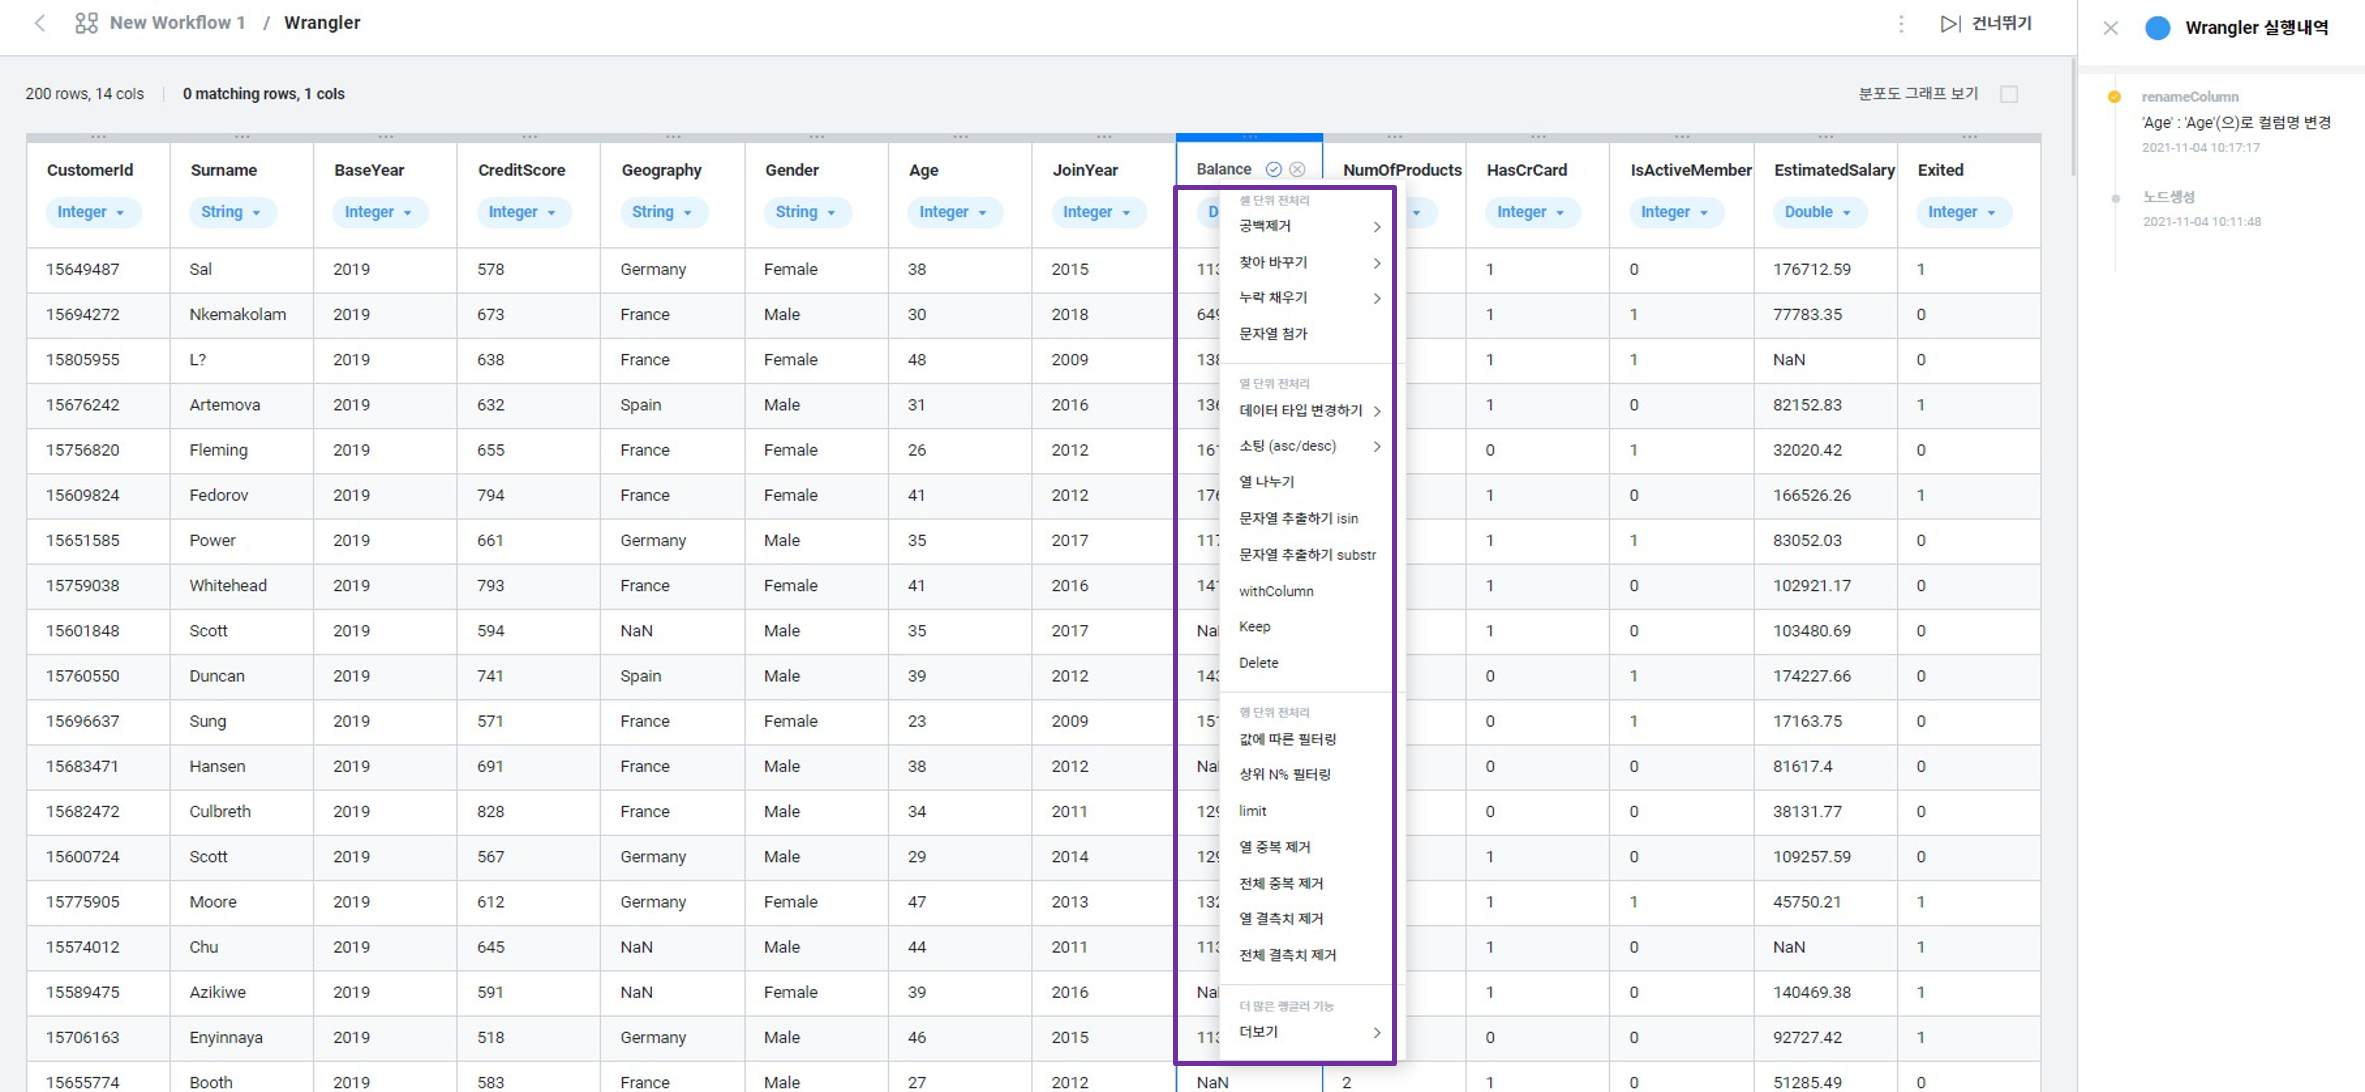 New Workflow 1 / Wrangler
건너뛰기
200 rows, 14 cols 0 matching rows, 1 cols
분포도 그래프 보기
CustomerId Surname BaseYear CreditScore Geography Gender Age JoinYear Balance NumOfProducts HasCrCard IsActiveMember EstimatedSalary Exited
Integer String Integer Integer String String Integer Integer D Integer Integer Double Integer
15649487 Sal 2019 578 Germany Female 38 2015 113 1 0 176712.59 1
15694272 Nkemakolam 2019 673 France Male 30 2018 649 1 1 77783.35 0
15805955 L? 2019 638 France Female 48 2009 138 1 1 NaN 0
15676242 Artemova 2019 632 Spain Male 31 2016 136 1 0 82152.83 1
15756820 Fleming 2019 655 France Female 26 2012 161 0 1 32020.42 0
15609824 Fedorov 2019 794 France Female 41 2012 176 1 0 166526.26 1
15651585 Power 2019 661 Germany Male 35 2017 117 1 1 83052.03 0
15759038 Whitehead 2019 793 France Female 41 2016 141 1 0 102921.17 0
15601848 Scott 2019 594 NaN Male 35 2017 Na 1 0 103480.69 0
15760550 Duncan 2019 741 Spain Male 39 2012 143 0 1 174227.66 0
15696637 Sung 2019 571 France Female 23 2009 151 0 1 17163.75 0
15683471 Hansen 2019 691 France Male 38 2012 Na 0 0 81617.4 0
15682472 Culbreth 2019 828 France Male 34 2011 129 0 0 38131.77 0
15600724 Scott 2019 567 Germany Male 29 2014 129 1 0 109257.59 0
15775905 Moore 2019 612 Germany Female 47 2013 132 1 1 45750.21 1
15574012 Chu 2019 645 NaN Male 44 2011 113 1 0 NaN 1
15589475 Azikiwe 2019 591 NaN Female 39 2016 Na 1 0 140469.38 1
15706163 Enyinnaya 2019 518 Germany Male 46 2015 113 0 0 92727.42 1
15655774 Booth 2019 583 France Male 27 2012 NaN 2 1 0 51285.49 0
셀 단위 전처리
공백제거
찾아 바꾸기
누락 채우기
문자열 첨가
열 단위 전처리
데이터 타입 변경하기
소팅 (asc/desc)
열 나누기
문자열 추출하기 isin
문자열 추출하기 substr
withColumn
Keep
Delete
행 단위 전처리
값에 따른 필터링
상위 N% 필터링
limit
열 중복 제거
전체 중복 제거
열 결측치 제거
전체 결측치 제거
더 많은 랭글러 기능
더보기
Wrangler 실행내역
renameColumn
'Age' : 'Age'(으)로 컬럼명 변경
2021-11-04 10:17:17
노드생성
2021-11-04 10:11:48